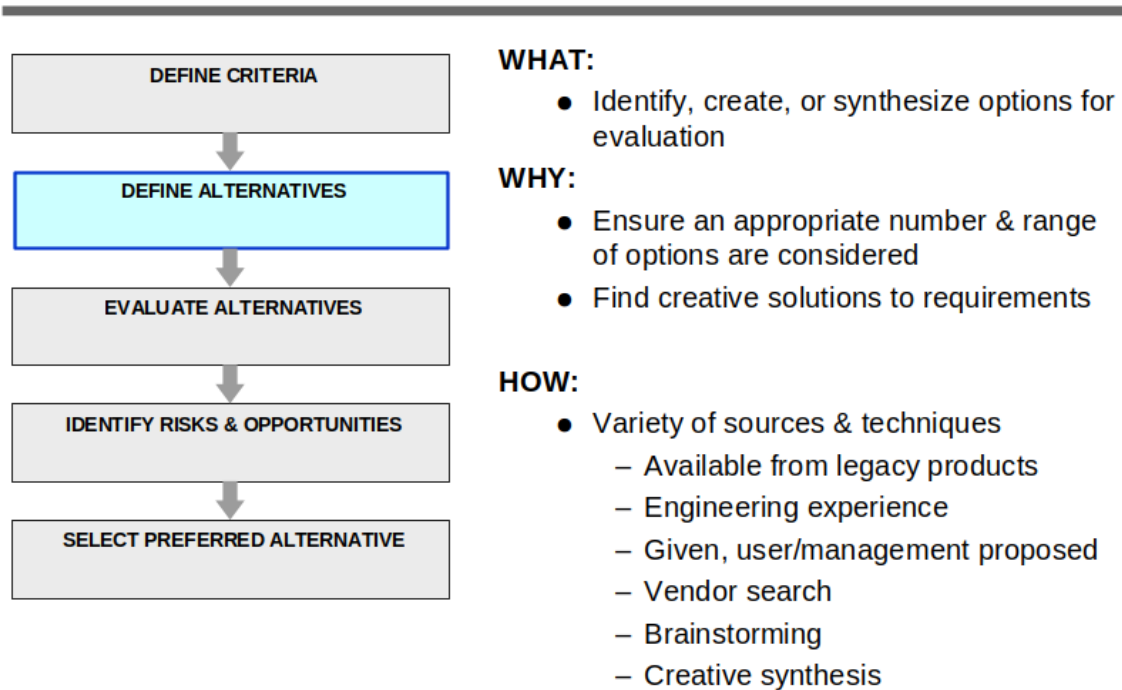 DEFINE CRITERIA
DEFINE ALTERNATIVES
EVALUATE ALTERNATIVES
IDENTIFY RISKS & OPPORTUNITIES
SELECT PREFERRED ALTERNATIVE
WHAT:
● Identify, create, or synthesize options for
evaluation
WHY:
● Ensure an appropriate number & range
of options are considered
● Find creative solutions to requirements
HOW:
● Variety of sources & techniques
– Available from legacy products
– Engineering experience
– Given, user/management proposed
– Vendor search
– Brainstorming
– Creative synthesis